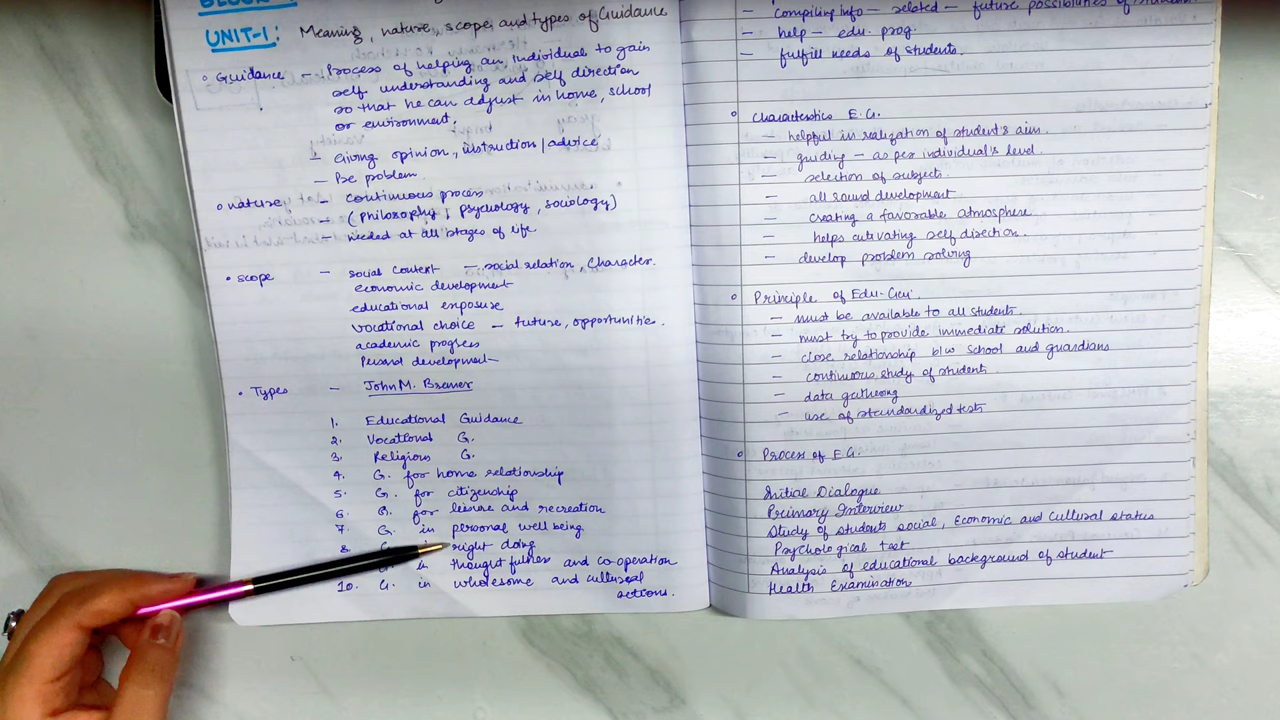 UNIT-1: Meaning, nature, scope, and types of Guidance
Guidance - Process of helping an individual to gain
self understanding and self direction
so that he can adjust in home, school
or environment.
- Giving opinion, instruction/advice
- Be problem
nature - continuous process
- (Philosophy, psychology, sociology)
- needed at all stages of life
scope - social context - social relation, character.
economic development
educational exposure
vocational choice - future, opportunities.
academic progress
Personal development
Types - John M. Bremer
1. Educational Guidance
2. Vocational G.
3. Religious G.
4. G. for home relationship
5. G. for citizenship
6. G. for leisure and recreation
7. G. in personal well being
8. right doing
in thoughtfulness and co-operation
10. G. in wholesome and cultural
actions.
- compiling info - related - future possibilities of
- help - edu. prog.
- fulfill needs of students.
Characteristics E.G.
- helpful in realization of student's aim.
- guiding - as per individual's level.
- selection of subjects.
- all round development.
- creating a favorable atmosphere
- helps cultivating self direction.
- develop problem solving
Principle of Edu-Gui.
- must be available to all students.
- must try to provide immediate solution.
- close relationship b/w school and guardians
- continuous study of student.
- data gathering
- use of standardized tests
Process of E.G.
Initial Dialogue
Primary Interview
Study of students social, Economic and Cultural status
Psychological test
Analysis of educational background of student
Health Examination